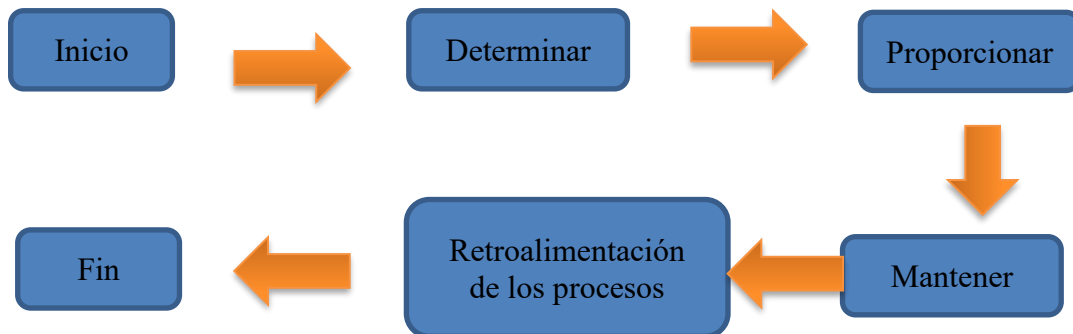 Inicio
Determinar
Proporcionar
Mantener
Retroalimentación
de los procesos
Fin